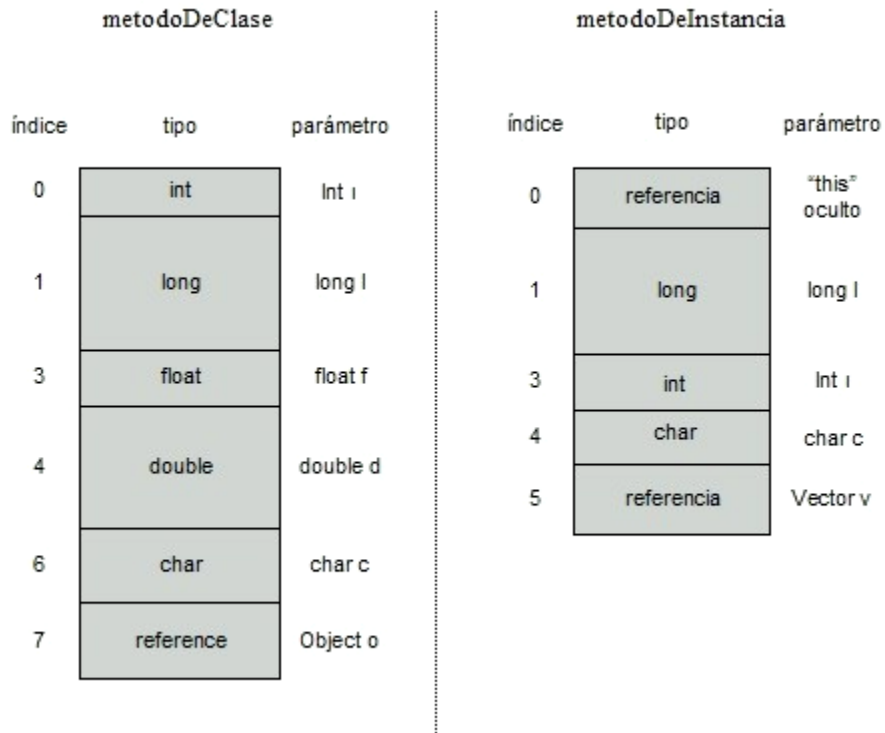 metodoDeClase
índice tipo parámetro
0 int Int ı
1 long long l
3 float float f
4 double double d
6 char char c
7 reference Object o
metodoDeInstancia
índice tipo parámetro
0 referencia "this" oculto
1 long long l
3 int Int ı
4 char char c
5 referencia Vector v